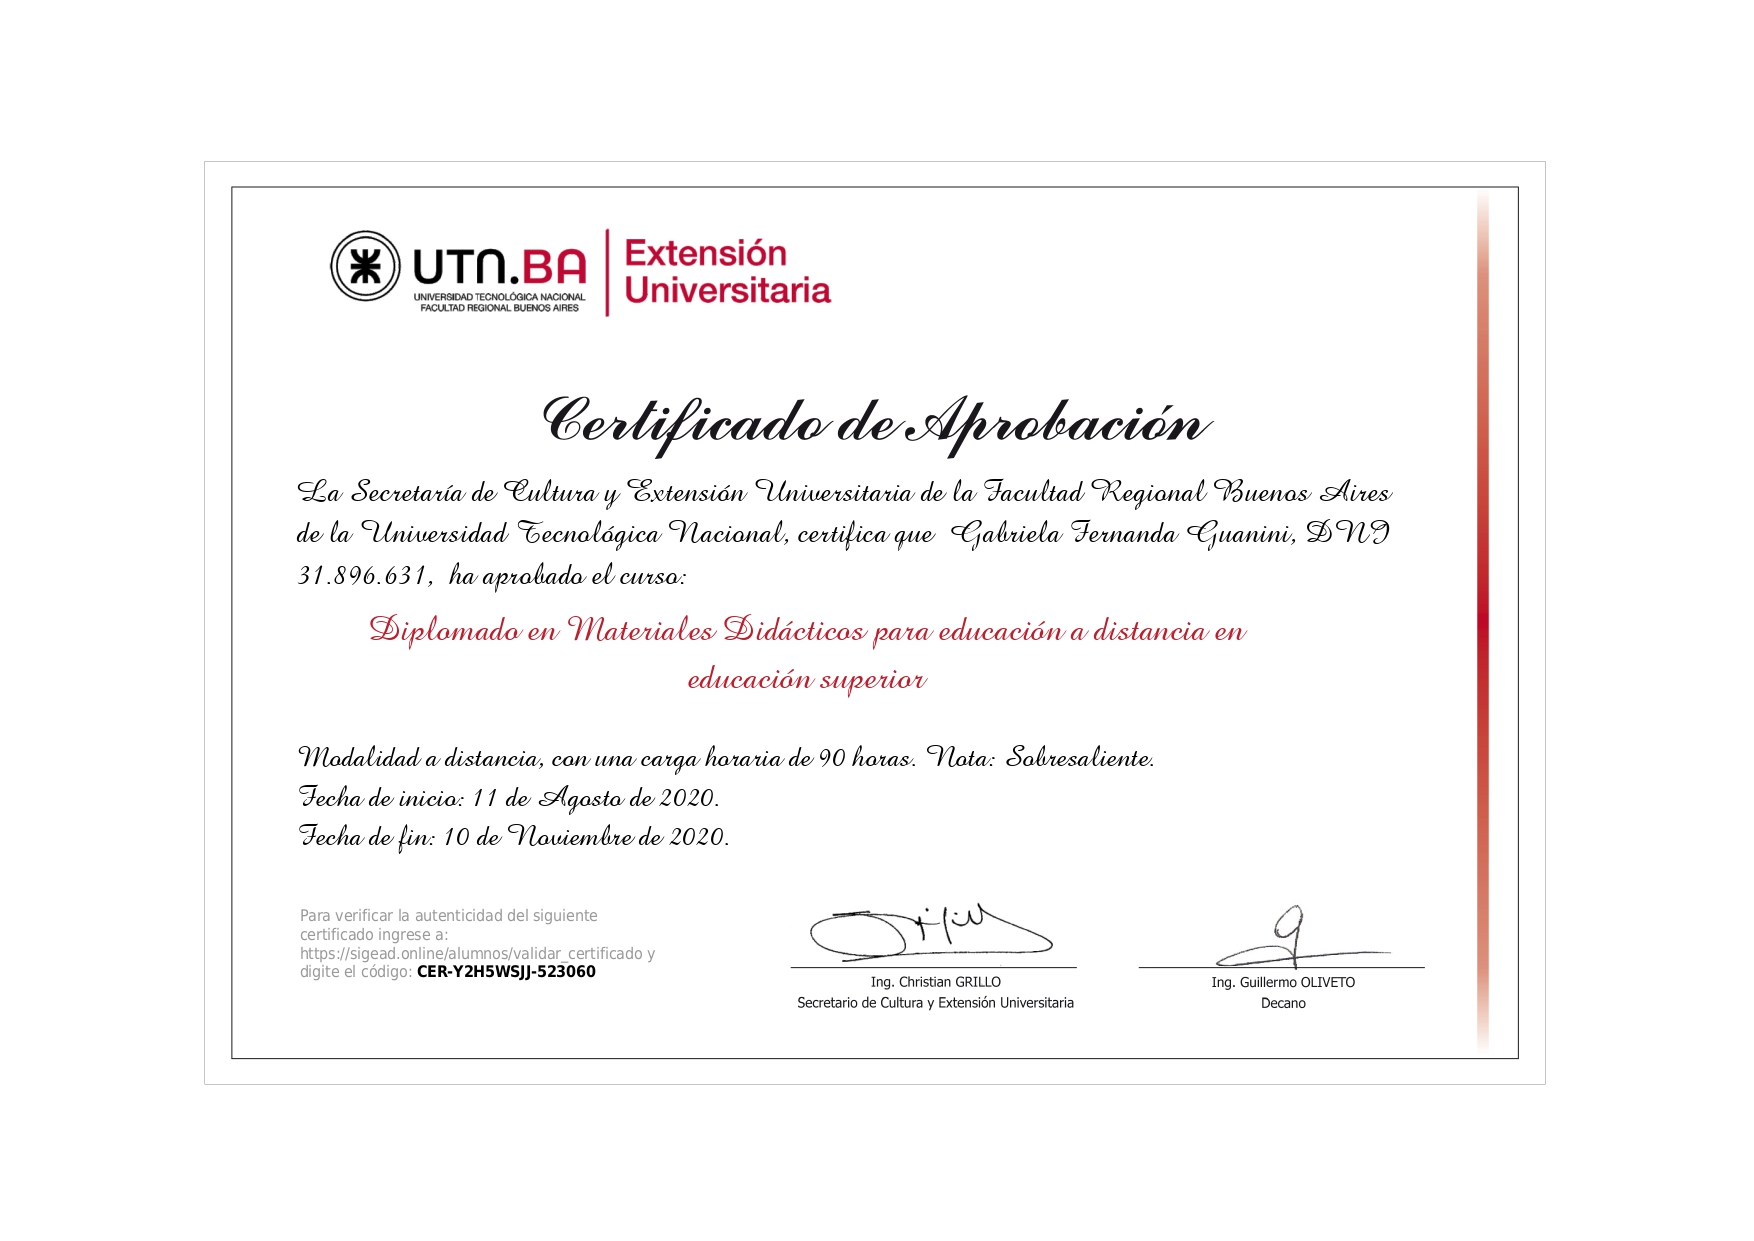 UTN.BA
UNIVERSIDAD TECNOLÓGICA NACIONAL
FACULTAD REGIONAL BUENOS AIRES
Extensión
Universitaria
Certificado de Aprobación
La Secretaría de Cultura y Extensión Universitaria de la Facultad Regional Buenos Aires
de la Universidad Tecnológica Nacional, certifica que Gabriela Fernanda Guanini, DNI
31.896.631, ha aprobado el curso:
Diplomado en Materiales Didácticos para educación a distancia en
educación superior
Modalidad a distancia, con una carga horaria de 90 horas. Nota: Sobresaliente.
Fecha de inicio: 11 de Agosto de 2020.
Fecha de fin: 10 de Noviembre de 2020.
Para verificar la autenticidad del siguiente
certificado ingrese a:
https://sigead.online/alumnos/validar_certificado y
digite el código: CER-Y2H5WSJJ-523060
Ing. Christian GRILLO
Secretario de Cultura y Extensión Universitaria
Ing. Guillermo OLIVETO
Decano